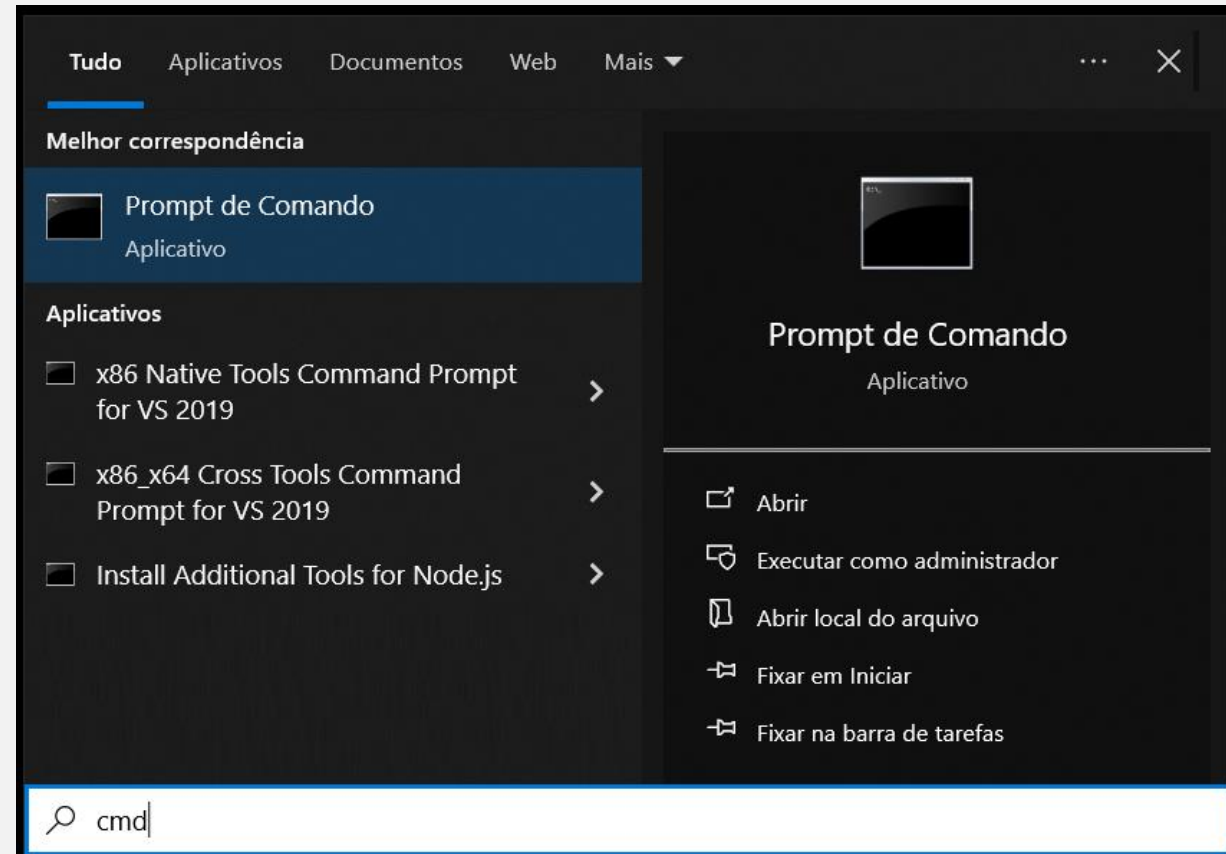 Tudo Aplicativos Documentos Web Mais
Melhor correspondência
Prompt de Comando
Aplicativo
Aplicativos
x86 Native Tools Command Prompt
for VS 2019
x86_x64 Cross Tools Command
Prompt for VS 2019
Install Additional Tools for Node.js
Prompt de Comando
Aplicativo
Abrir
Executar como administrador
Abrir local do arquivo
Fixar em Iniciar
Fixar na barra de tarefas
cmd